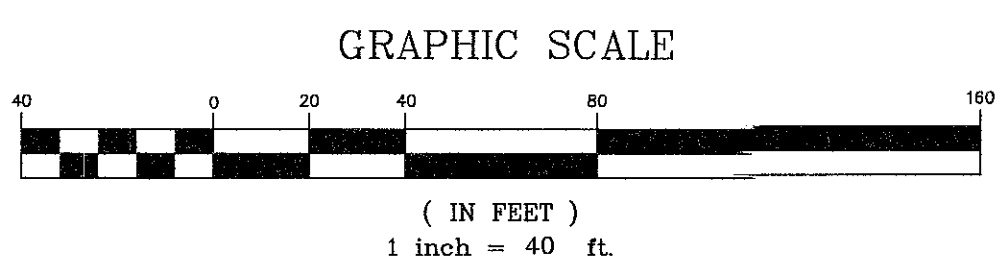 GRAPHIC SCALE
40 0 20 40 80 160
( IN FEET )
1 inch = 40 ft.